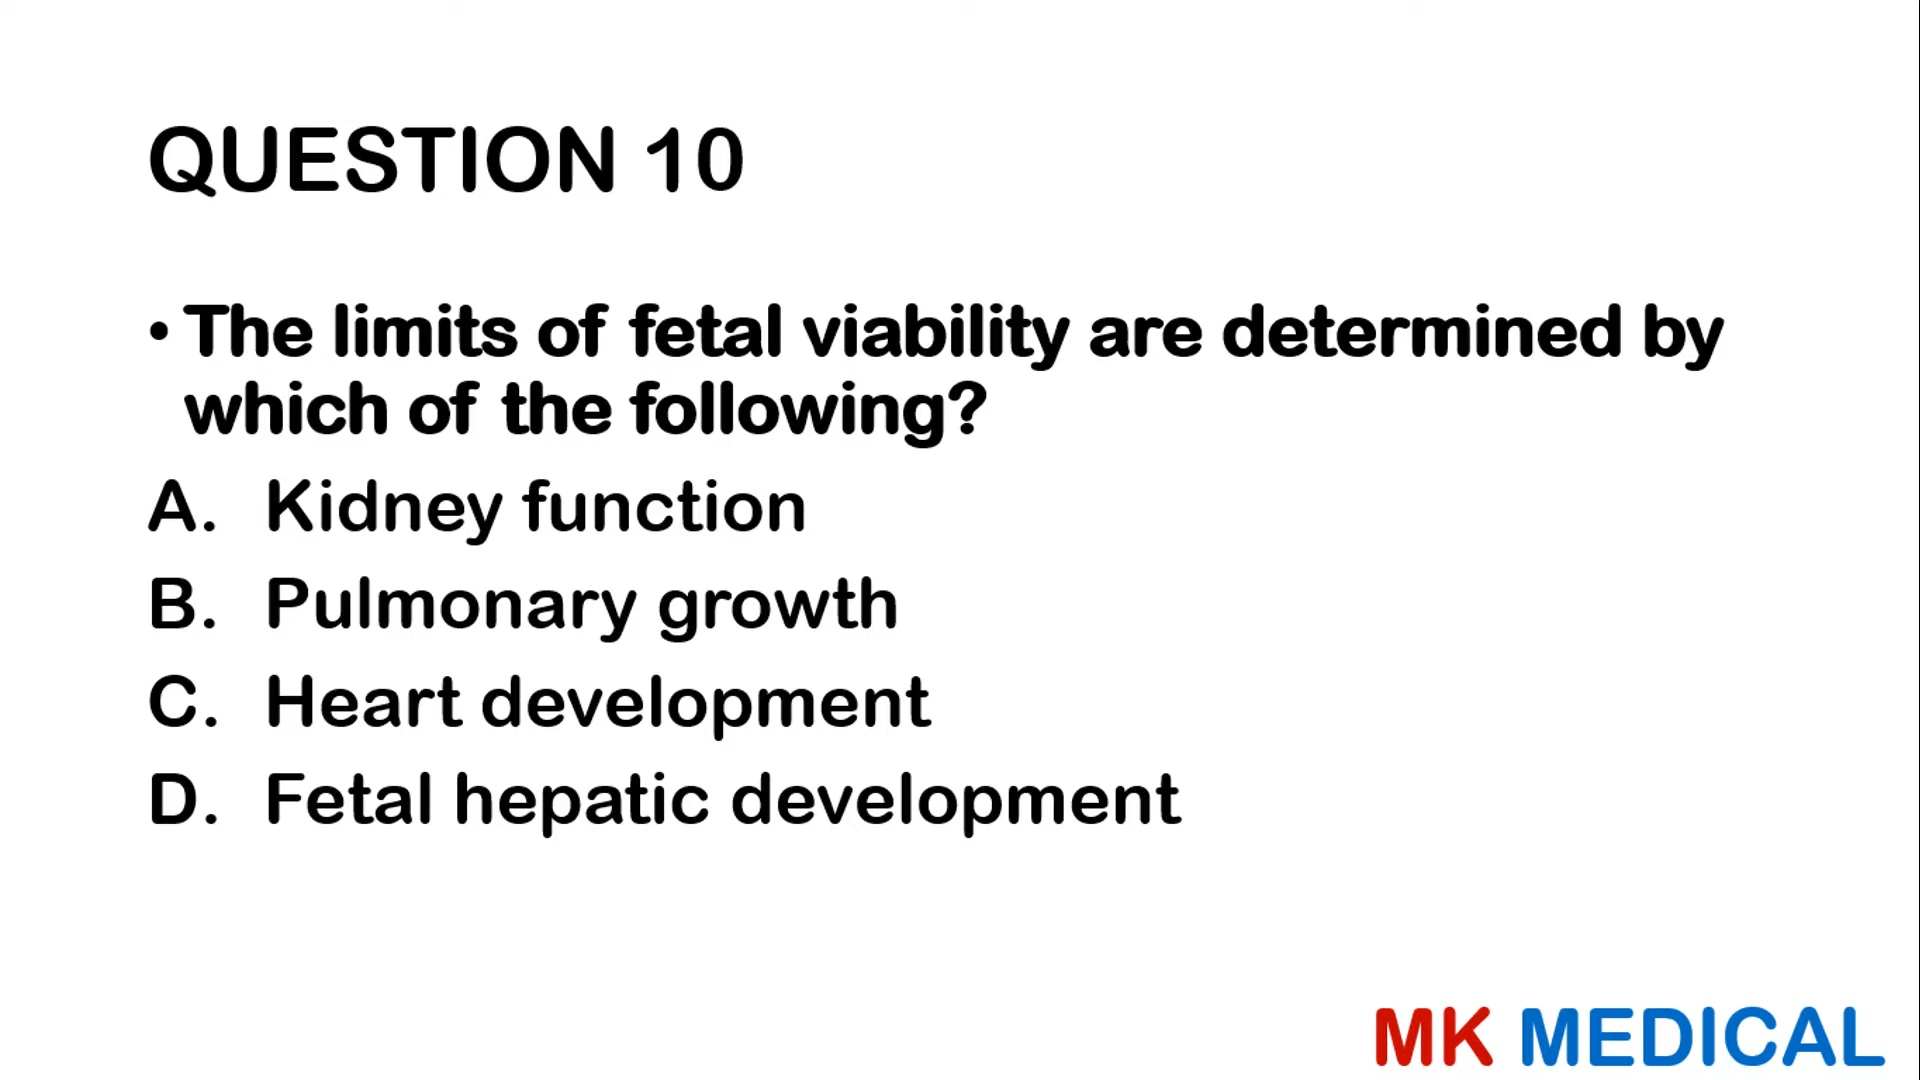 QUESTION 10
• The limits of fetal viability are determined by
which of the following?
A. Kidney function
B. Pulmonary growth
C. Heart development
D. Fetal hepatic development
MK MEDICAL